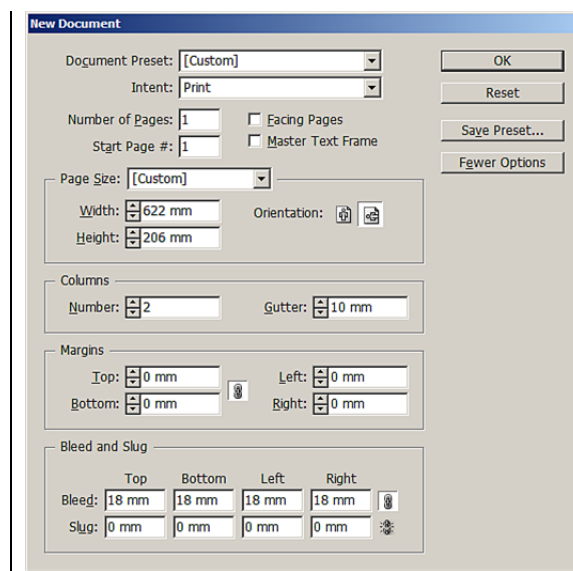 New Document
Document Preset: [Custom]
OK
Intent: Print
Reset
Number of Pages: 1
Facing Pages
Save Preset...
Start Page #: 1
Master Text Frame
Fewer Options
Page Size: [Custom]
Width: 622 mm
Orientation:
Height: 206 mm
Columns
Number: 2
Gutter: 10 mm
Margins
Top: 0 mm
Left: 0 mm
Bottom: 0 mm
Right: 0 mm
Bleed and Slug
Top Bottom Left Right
Bleed: 18 mm 18 mm 18 mm 18 mm
Slug: 0 mm 0 mm 0 mm 0 mm